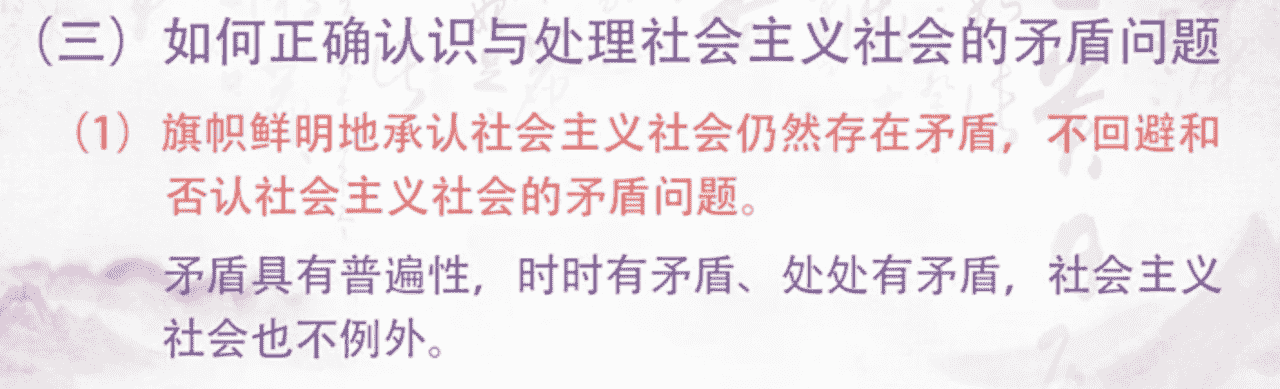 （三）如何正确认识与处理社会主义社会的矛盾问题
（1）旗帜鲜明地承认社会主义社会仍然存在矛盾，不回避和
否认社会主义社会的矛盾问题。
矛盾具有普遍性，时时有矛盾、处处有矛盾，社会主义
社会也不例外。